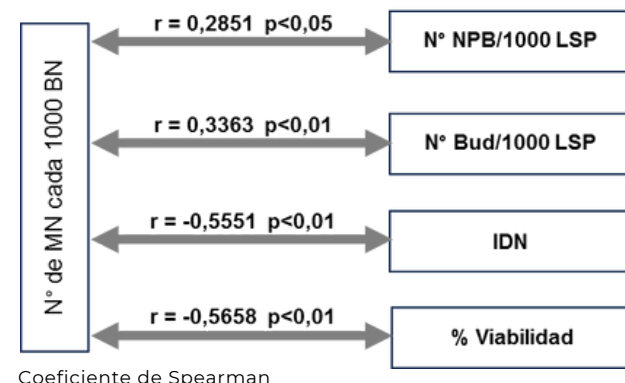 N° de MN cada 1000 BN
r = 0,2851 p<0,05
N° NPB/1000 LSP
r = 0,3363 p<0,01
N° Bud/1000 LSP
r = -0,5551 p<0,01
IDN
r = -0,5658 p<0,01
% Viabilidad
Coeficiente de Spearman